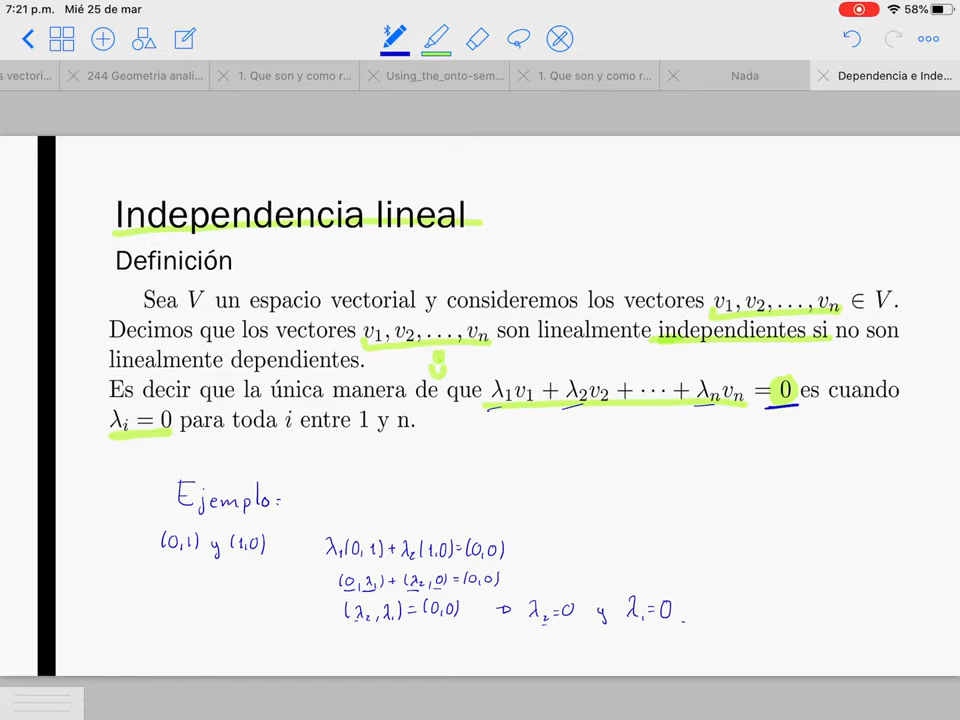 7:21 p.m. Mié 25 de mar
58%
s vectori...
244 Geometria anali...
1. Que son y como r...
Using_the_onto-sem...
1. Que son y como r...
Nada
Dependencia e Inde...
Independencia lineal
Definición
Sea V un espacio vectorial y consideremos los vectores v₁, v₂, . . . , vₙ ∈ V.
Decimos que los vectores v₁, v₂, . . . , vₙ son linealmente independientes si no son
linealmente dependientes.
Es decir que la única manera de que λ₁v₁ + λ₂v₂ + · · · + λₙvₙ = 0 es cuando
λᵢ = 0 para toda i entre 1 y n.
Ejemplo:
(0,1) y (1,0)
λ₁(0,1)+λ₂(1,0)=(0,0)
(0,λ₁)+(λ₂,0)=(0,0)
(λ₂,λ₁)=(0,0) → λ₂=0 y λ₁=0.